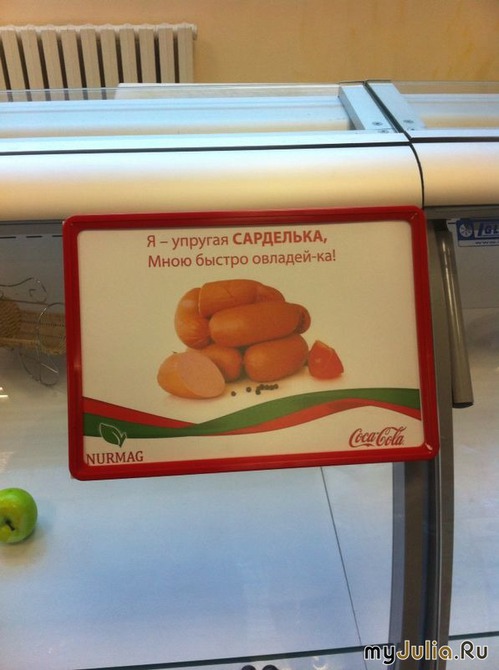 Я – упругая САРДЕЛЬКА,
Мною быстро овладей-ка!
NURMAG
Coca-Cola
myJulia.Ru